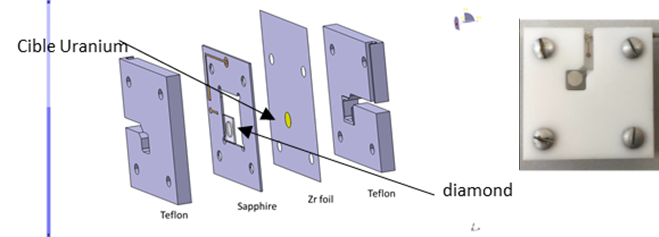 Cible Uranium
diamond
Teflon
Sapphire
Zr foil
Teflon